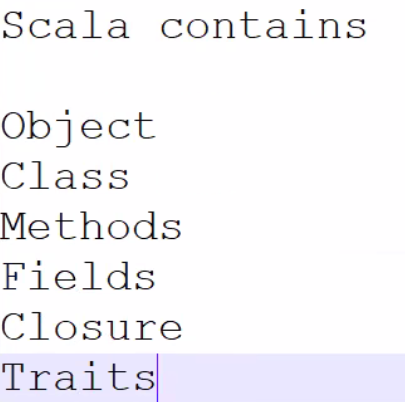 Scala contains
Object
Class
Methods
Fields
Closure
Traits